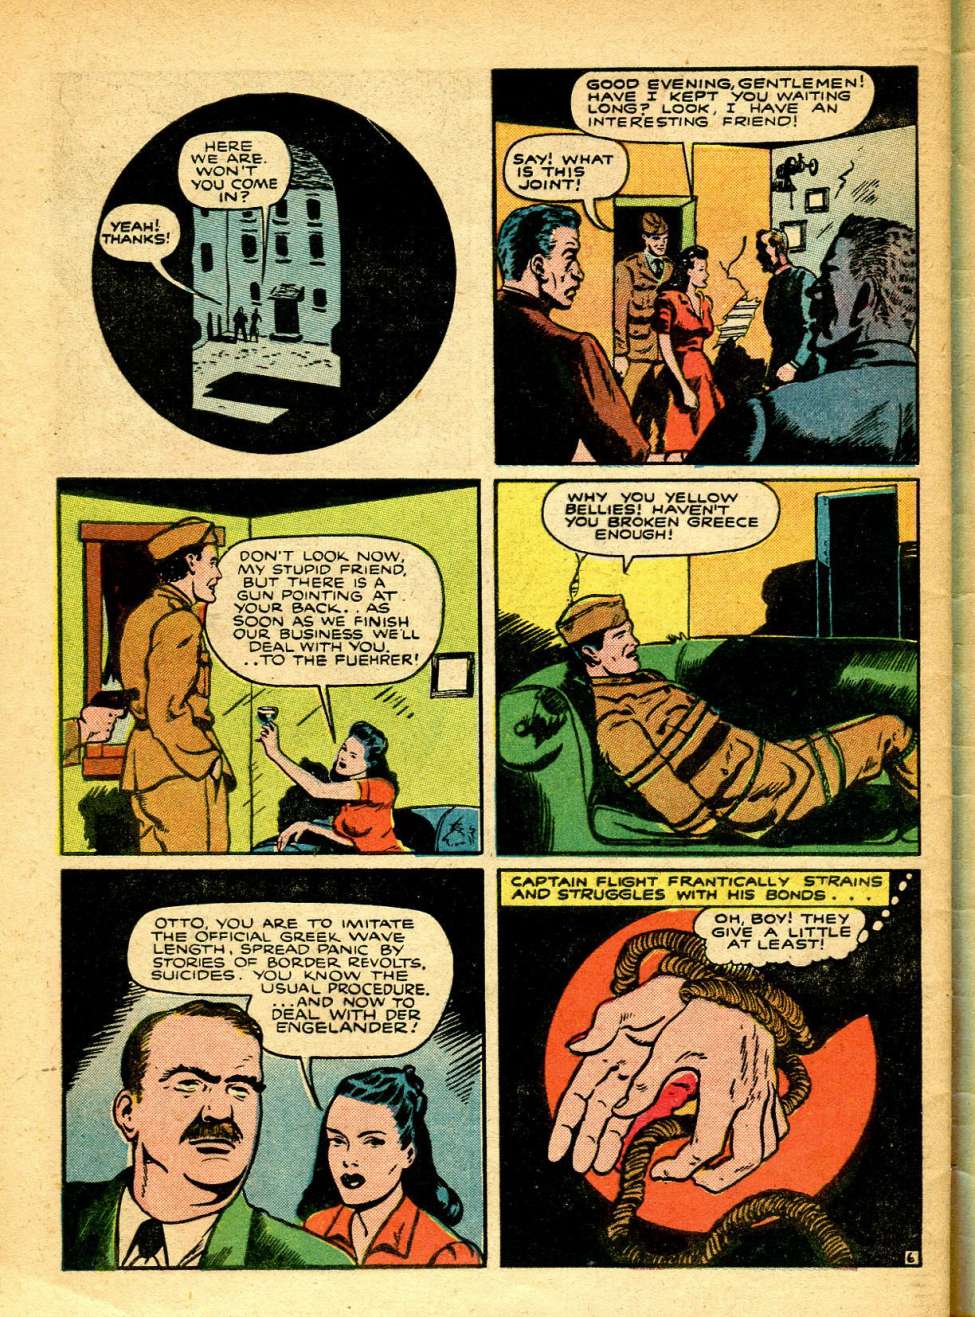 HERE
WE ARE.
WON'T
YOU COME
IN?
YEAH!
THANKS!
GOOD EVENING, GENTLEMEN!
HAVE I KEPT YOU WAITING
LONG? LOOK, I HAVE AN
INTERESTING FRIEND!
SAY! WHAT
IS THIS
JOINT!
DON'T LOOK NOW,
MY STUPID FRIEND,
BUT THERE IS A
GUN POINTING AT
YOUR BACK.. AS
SOON AS WE FINISH
OUR BUSINESS WE'LL
DEAL WITH YOU.
..TO THE FUEHRER!
WHY YOU YELLOW
BELLIES! HAVEN'T
YOU BROKEN GREECE
ENOUGH!
OTTO, YOU ARE TO IMITATE
THE OFFICIAL GREEK WAVE
LENGTH, SPREAD PANIC BY
STORIES OF BORDER REVOLTS,
SUICIDES. YOU KNOW THE
USUAL PROCEDURE.
...AND NOW TO
DEAL WITH DER
ENGELANDER!
CAPTAIN FLIGHT FRANTICALLY STRAINS
AND STRUGGLES WITH HIS BONDS...
OH, BOY! THEY
GIVE A LITTLE
AT LEAST!
6